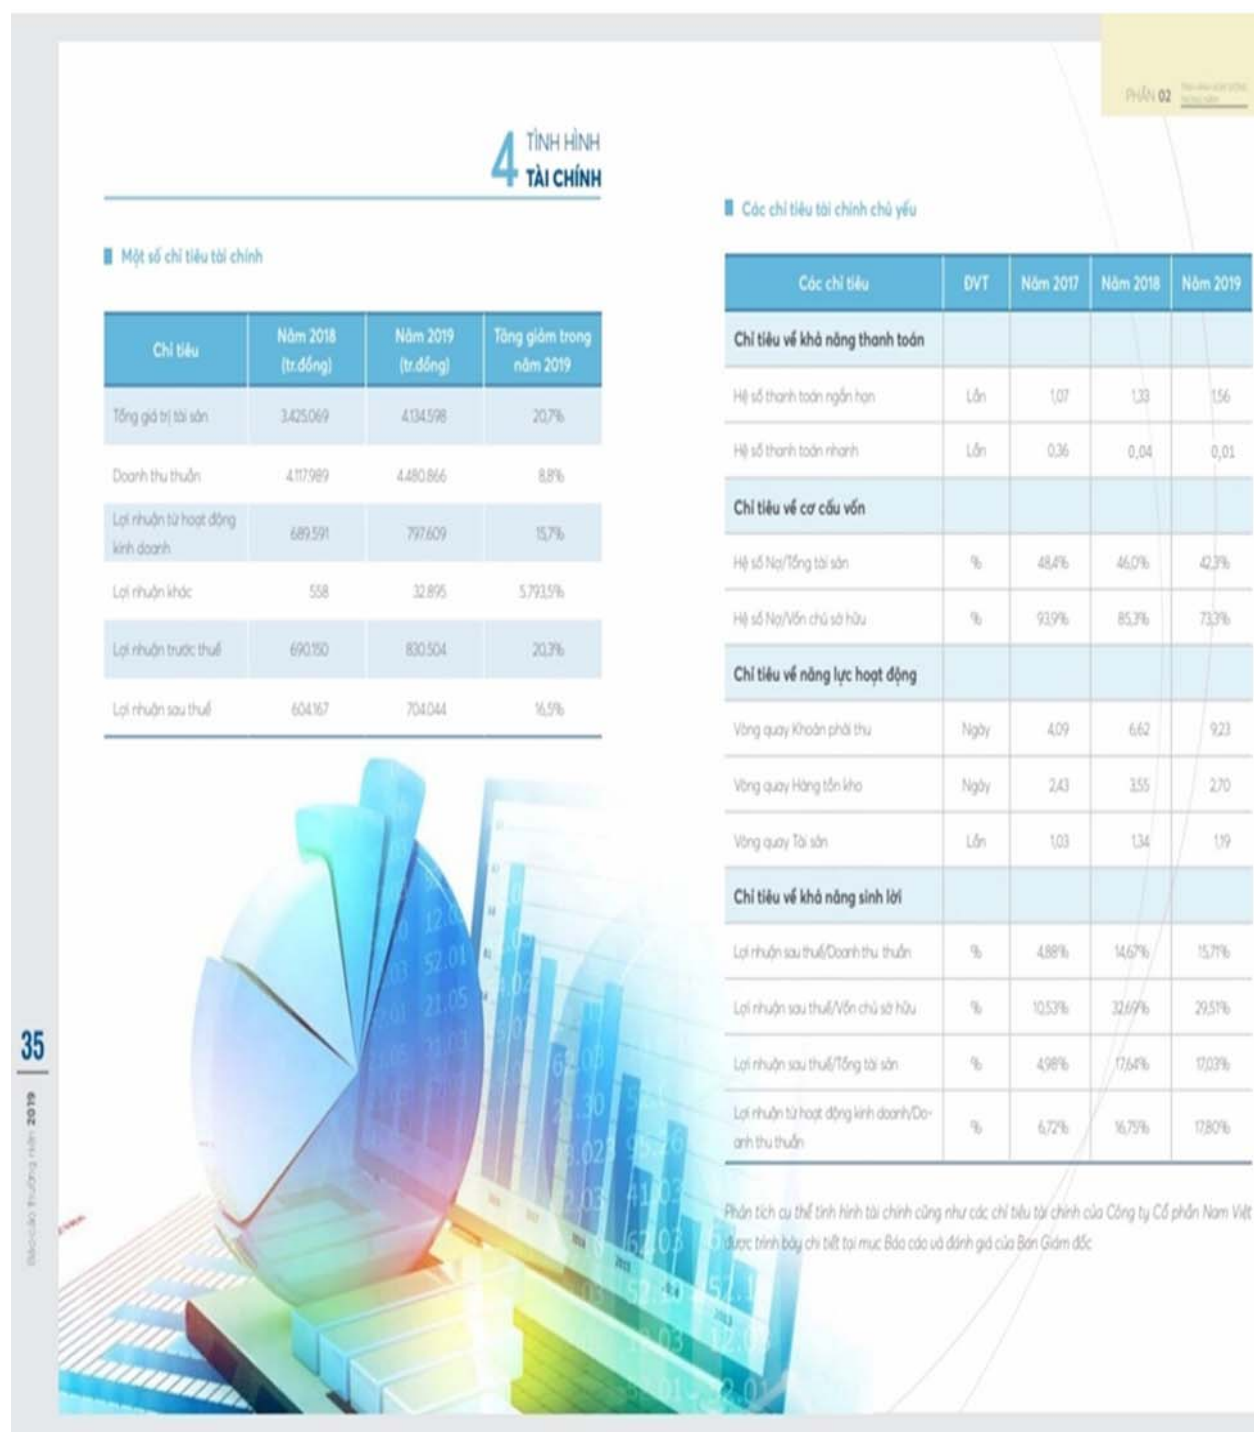 PHẦN 02
4 TÌNH HÌNH
TÀI CHÍNH
Một số chỉ tiêu tài chính
Chỉ tiêu Năm 2018 (tr.đồng) Năm 2019 (tr.đồng) Tăng giảm trong năm 2019
Tổng giá trị tài sản 3.425.069 4.134.598 20,7%
Doanh thu thuần 4.117.989 4.480.866 8,8%
Lợi nhuận từ hoạt động kinh doanh 689.591 797.609 15,7%
Lợi nhuận khác 558 32.895 5.793,5%
Lợi nhuận trước thuế 690.150 830.504 20,3%
Lợi nhuận sau thuế 604.167 704.044 16,5%
Các chỉ tiêu tài chính chủ yếu
Các chỉ tiêu ĐVT Năm 2017 Năm 2018 Năm 2019
Chỉ tiêu về khả năng thanh toán
Hệ số thanh toán ngắn hạn Lần 1,07 1,33 1,56
Hệ số thanh toán nhanh Lần 0,36 0,04 0,01
Chỉ tiêu về cơ cấu vốn
Hệ số Nợ/Tổng tài sản % 48,4% 46,0% 42,3%
Hệ số Nợ/Vốn chủ sở hữu % 93,9% 85,3% 73,3%
Chỉ tiêu về năng lực hoạt động
Vòng quay Khoản phải thu Ngày 4,09 6,62 9,23
Vòng quay Hàng tồn kho Ngày 2,43 3,55 2,70
Vòng quay Tài sản Lần 1,03 1,34 1,19
Chỉ tiêu về khả năng sinh lời
Lợi nhuận sau thuế/Doanh thu thuần % 4,88% 14,67% 15,71%
Lợi nhuận sau thuế/Vốn chủ sở hữu % 10,53% 32,69% 29,51%
Lợi nhuận sau thuế/Tổng tài sản % 4,98% 17,64% 17,03%
Lợi nhuận từ hoạt động kinh doanh/Do-
anh thu thuần % 6,72% 16,75% 17,80%
Phân tích cụ thể tình hình tài chính cũng như các chỉ tiêu tài chính của Công ty Cổ phần Nam Việt
được trình bày chi tiết tại mục Báo cáo và đánh giá của Ban Giám đốc
35
Báo cáo thường niên 2019